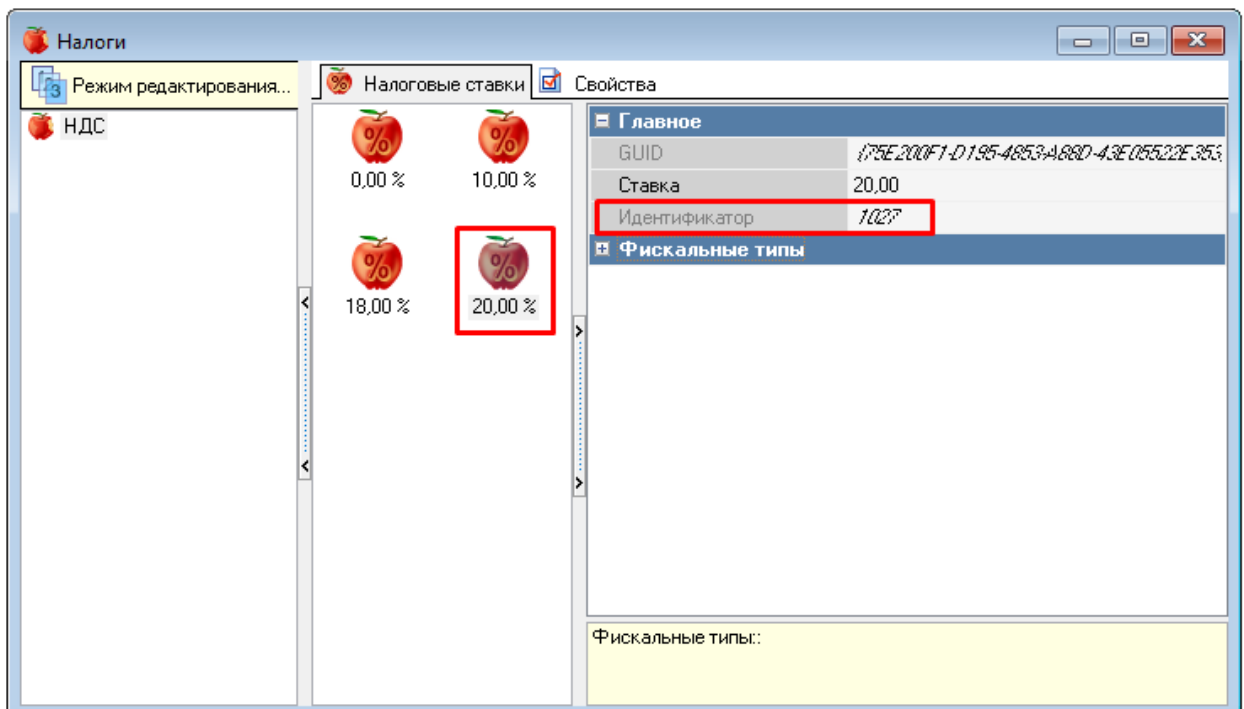 Налоги
Режим редактирования...
НДС
Налоговые ставки
Свойства
0,00 %
10,00 %
18,00 %
20,00 %
Главное
GUID {75E200F1-D195-4853-A88D-43E05522E353}
Ставка 20,00
Идентификатор 1027
Фискальные типы
Фискальные типы::